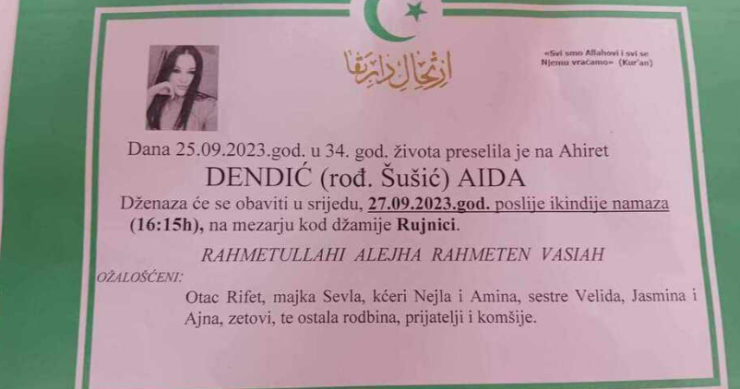 ارتحال دار بقا
«Svi smo Allahovi i svi se
Njemu vraćamo» (Kur'an)
Dana 25.09.2023.god. u 34. god. života preselila je na Ahiret
DENDIĆ (rođ. Šušić) AIDA
Dženaza će se obaviti u srijedu, 27.09.2023.god. poslije ikindije namaza
(16:15h), na mezarju kod džamije Rujnici.
RAHMETULLAHI ALEJHA RAHMETEN VASIAH
OŽALOŠĆENI:
Otac Rifet, majka Sevla, kćeri Nejla i Amina, sestre Velida, Jasmina i
Ajna, zetovi, te ostala rodbina, prijatelji i komšije.